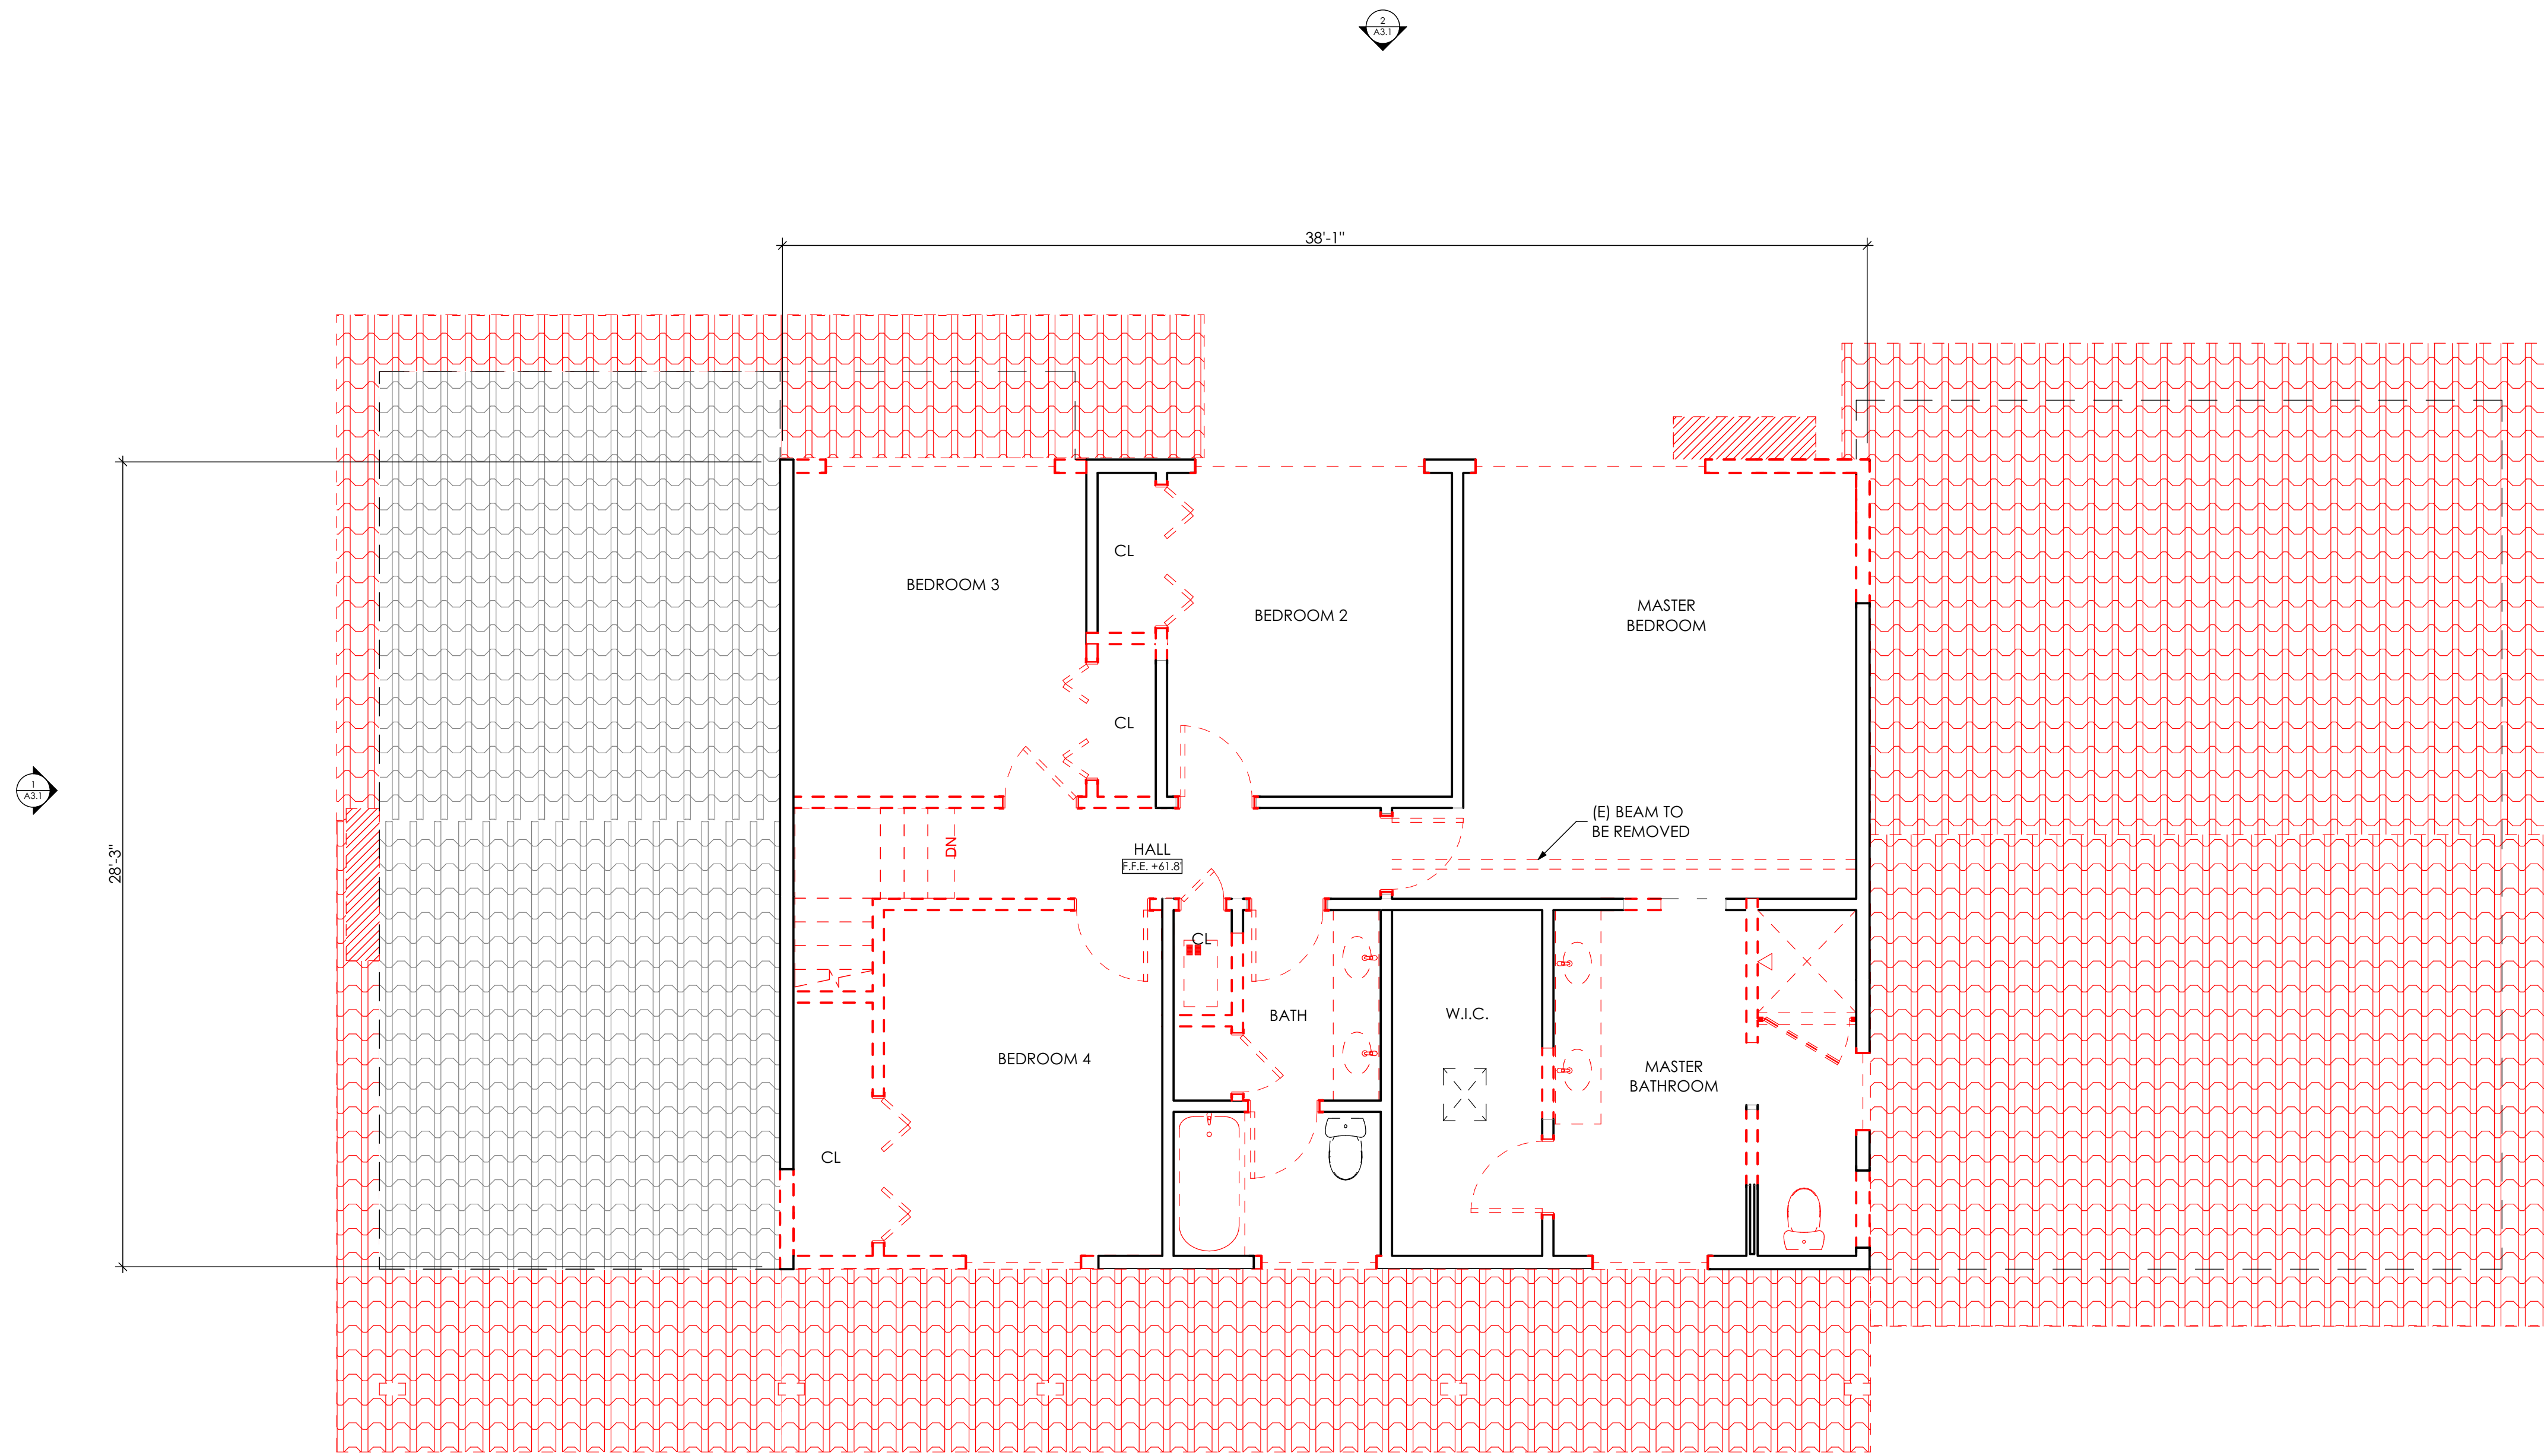 2
A3.1
38'-1"
CL
BEDROOM 3
BEDROOM 2
MASTER
BEDROOM
CL
1
A3.1
(E) BEAM TO
BE REMOVED
DN
HALL
F.F.E. +61.8'
28'-3"
CL
BATH
W.I.C.
BEDROOM 4
MASTER
BATHROOM
CL